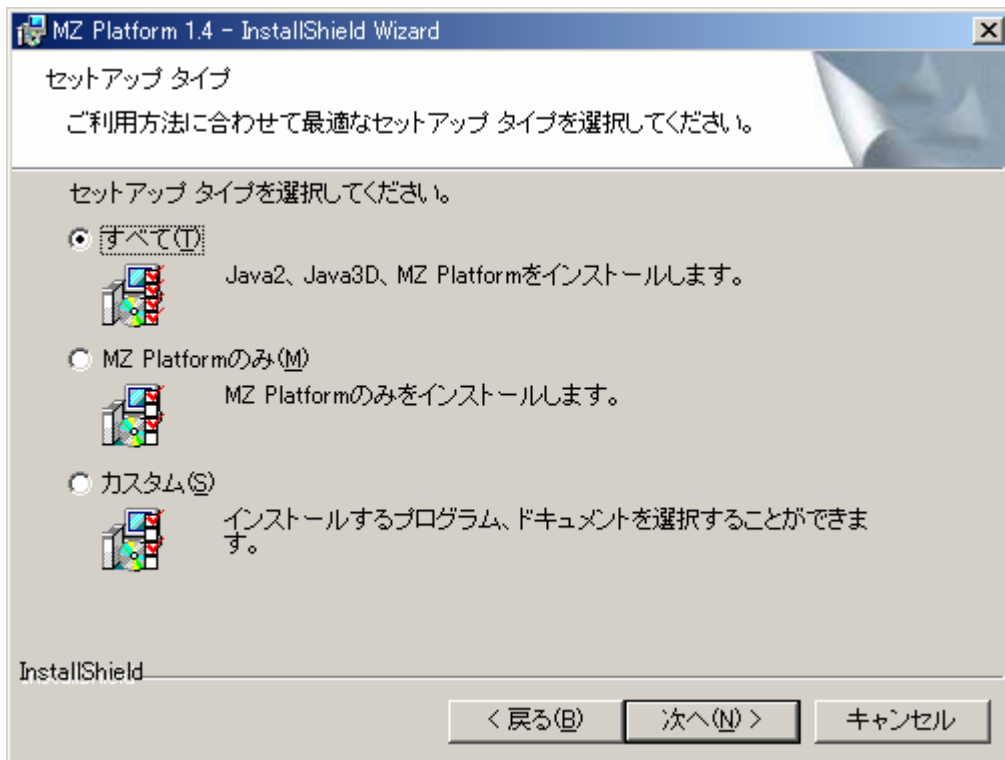 MZ Platform 1.4 - InstallShield Wizard
セットアップ タイプ
ご利用方法に合わせて最適なセットアップ タイプを選択してください。
セットアップ タイプを選択してください。
すべて(T)
Java2、Java3D、MZ Platformをインストールします。
MZ Platformのみ(M)
MZ Platformのみをインストールします。
カスタム(S)
インストールするプログラム、ドキュメントを選択することができま
す。
InstallShield
< 戻る(B)
次へ(N) >
キャンセル